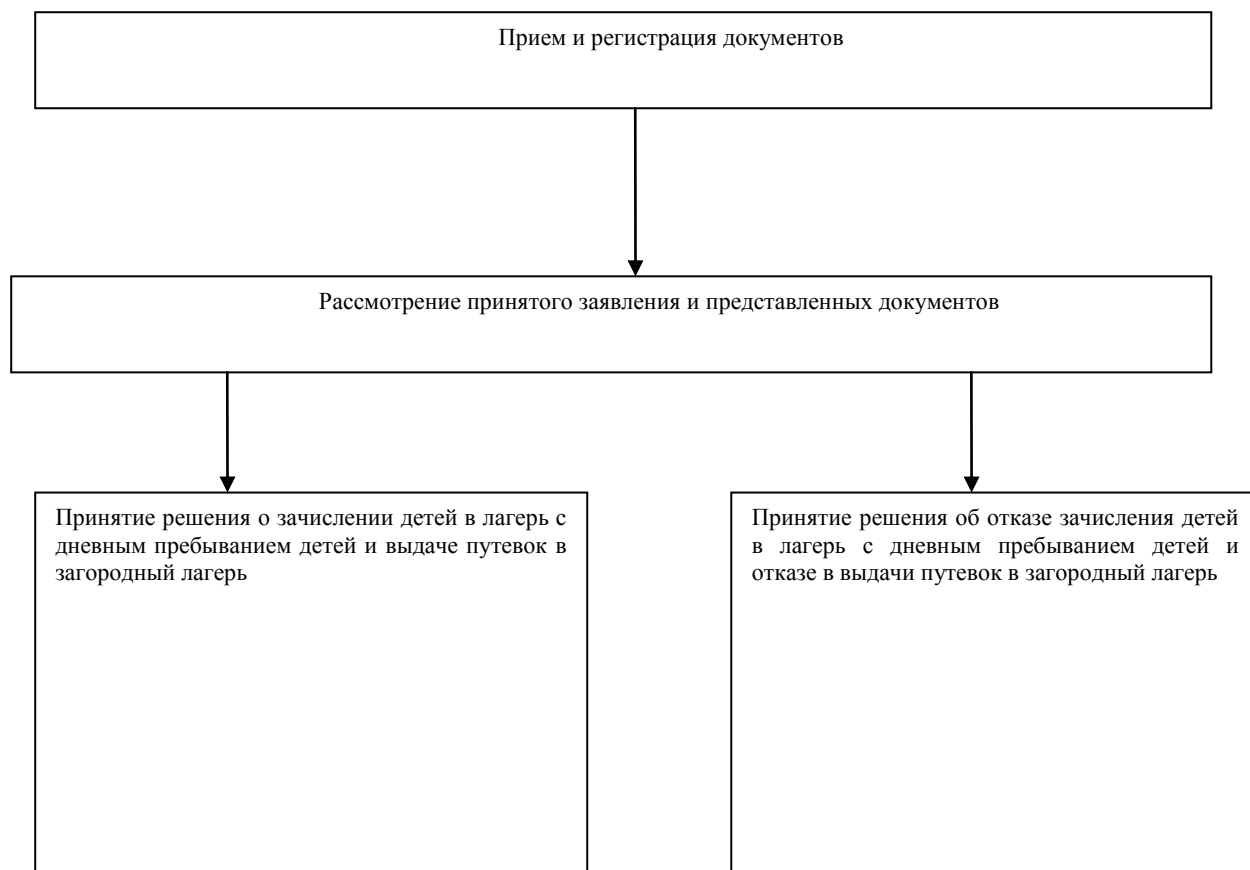 Прием и регистрация документов
Рассмотрение принятого заявления и представленных документов
Принятие решения о зачислении детей в лагерь с
дневным пребыванием детей и выдаче путевок в
загородный лагерь
Принятие решения об отказе зачисления детей
в лагерь с дневным пребыванием детей и
отказе в выдачи путевок в загородный лагерь